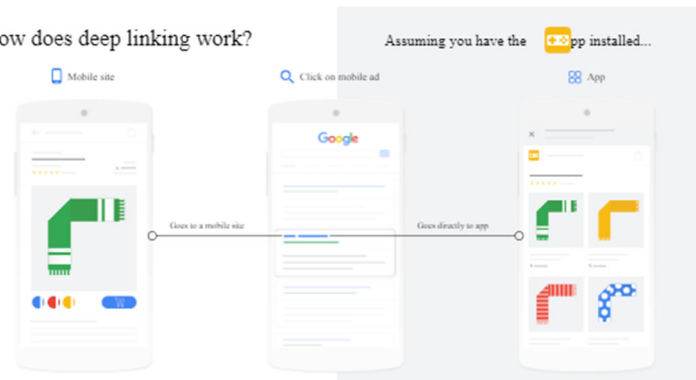 ow does deep linking work?
Assuming you have the pp installed...
Mobile site
Click on mobile ad
App
Google
Goes to a mobile site
Goes directly to app